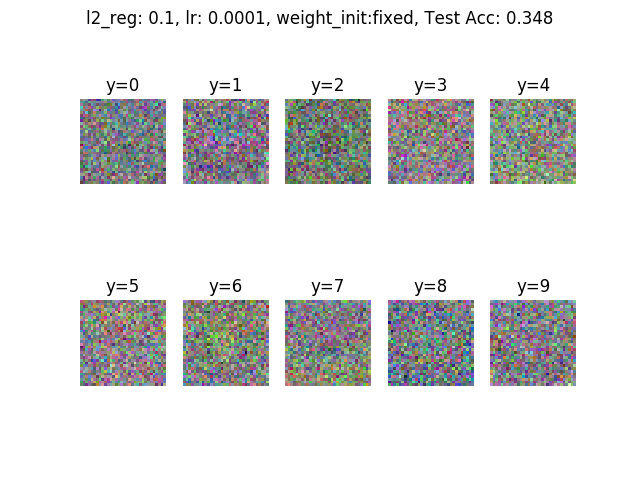 l2_reg: 0.1, lr: 0.0001, weight_init:fixed, Test Acc: 0.348
y=0 y=1 y=2 y=3 y=4
y=5 y=6 y=7 y=8 y=9